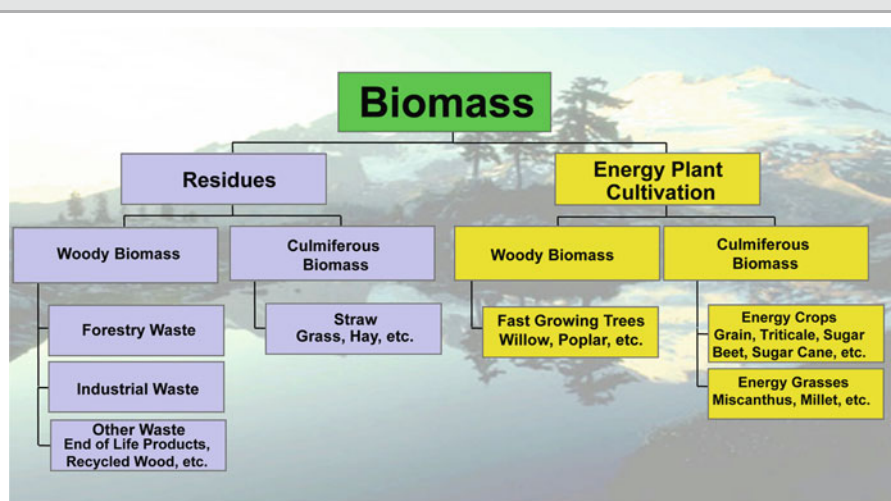 Biomass
Residues
Energy Plant
Cultivation
Woody Biomass
Culmiferous
Biomass
Woody Biomass
Culmiferous
Biomass
Forestry Waste
Straw
Grass, Hay, etc.
Fast Growing Trees
Willow, Poplar, etc.
Energy Crops
Grain, Triticale, Sugar
Beet, Sugar Cane, etc.
Industrial Waste
Energy Grasses
Miscanthus, Millet, etc.
Other Waste
End of Life Products,
Recycled Wood, etc.